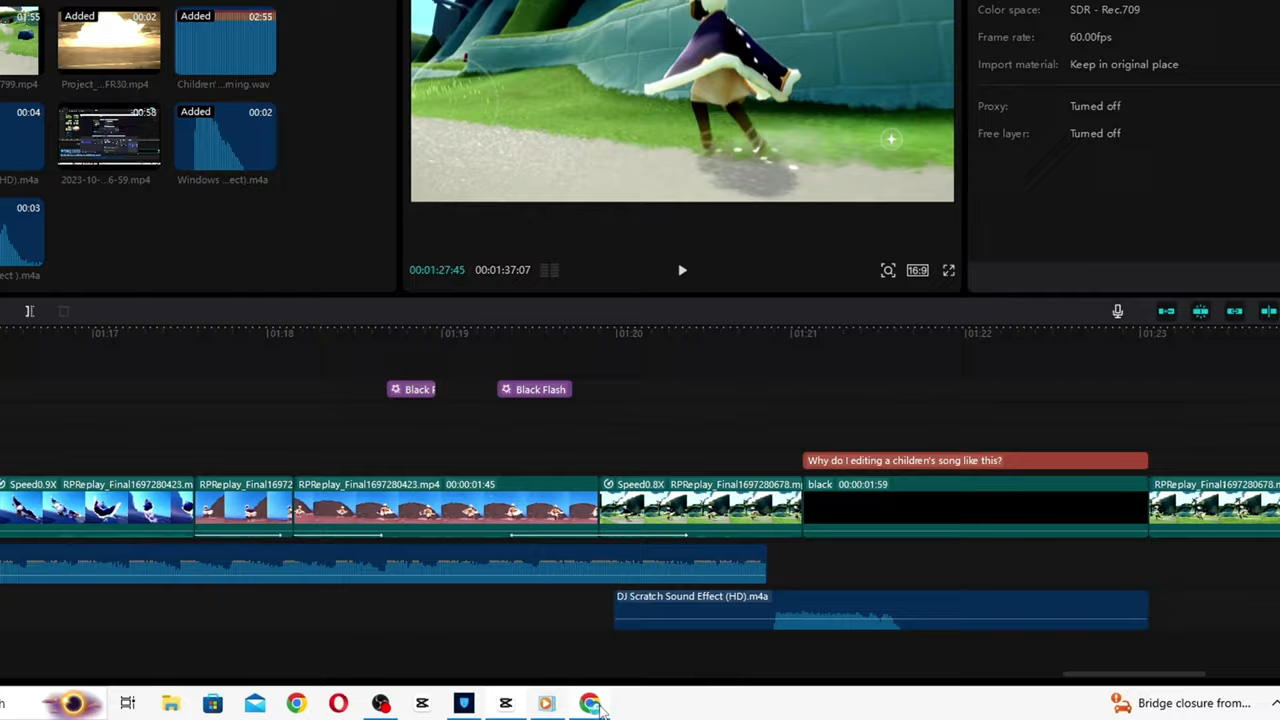 01:55
Added 00:02
Added 02:55
Color space: SDR - Rec.709
Frame rate: 60.00fps
Import material: Keep in original place
Proxy: Turned off
Free layer: Turned off
799.mp4
Project_...FR30.mp4
Children'...ming.wav
00:04
00:58
Added 00:02
HD).m4a
2023-10-...6-59.mp4
Windows ...ect).m4a
00:03
ect ).m4a
00:01:27:45 00:01:37:07
16:9
01:17 01:18 01:19 01:20 01:21 01:22 01:23
Black F
Black Flash
Why do I editing a children's song like this?
Speed0.9X RPReplay_Final1697280423.m
RPReplay_Final16972
RPReplay_Final1697280423.mp4 00:00:01:45
Speed0.8X RPReplay_Final1697280678.m
black 00:00:01:59
RPReplay_Final1697280678.m
DJ Scratch Sound Effect (HD).m4a
h
Bridge closure from...